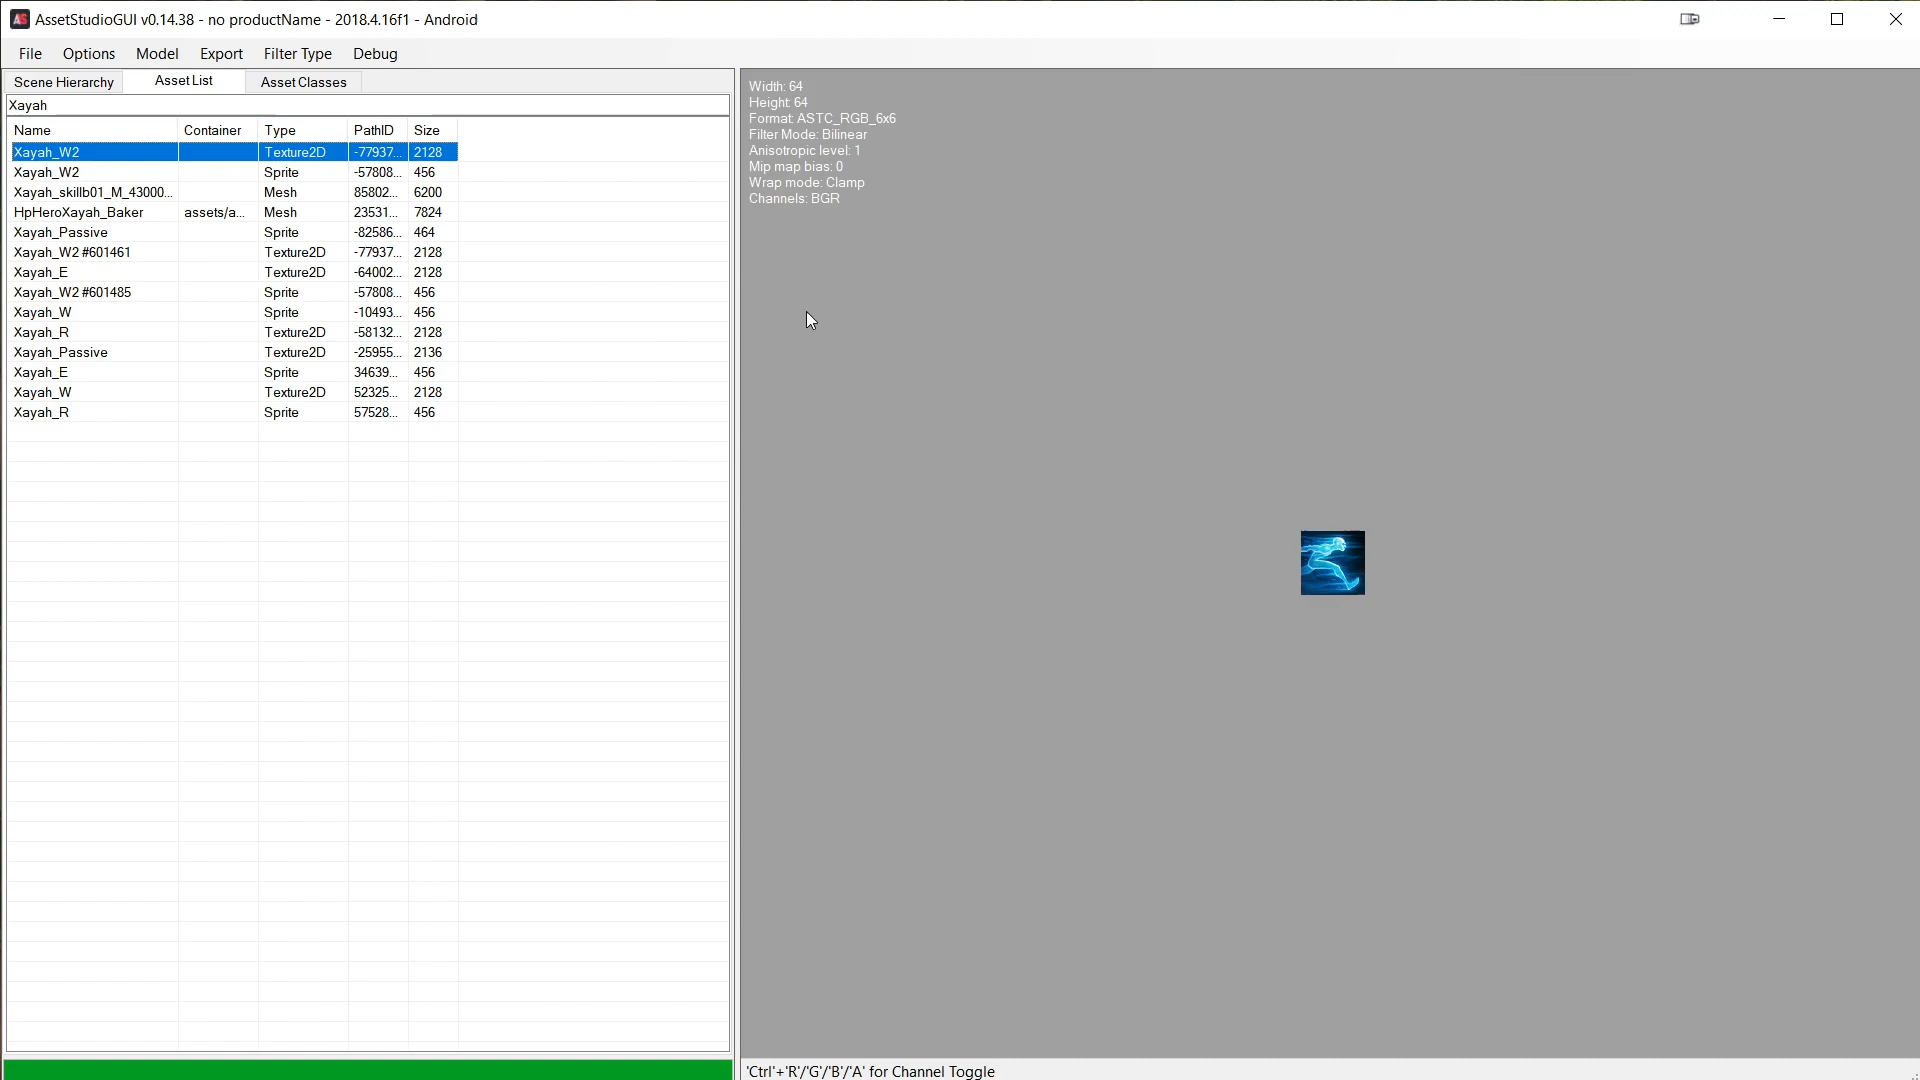 AssetStudioGUI v0.14.38 - no productName - 2018.4.16f1 - Android
File Options Model Export Filter Type Debug
Scene Hierarchy Asset List Asset Classes
Xayah
Name Container Type PathID Size
Xayah_W2 Texture2D -77937... 2128
Xayah_W2 Sprite -57808... 456
Xayah_skillb01_M_43000... Mesh 85802... 6200
HpHeroXayah_Baker assets/a... Mesh 23531... 7824
Xayah_Passive Sprite -82586... 464
Xayah_W2 #601461 Texture2D -77937... 2128
Xayah_E Texture2D -64002... 2128
Xayah_W2 #601485 Sprite -57808... 456
Xayah_W Sprite -10493... 456
Xayah_R Texture2D -58132... 2128
Xayah_Passive Texture2D -25955... 2136
Xayah_E Sprite 34639... 456
Xayah_W Texture2D 52325... 2128
Xayah_R Sprite 57528... 456
Width: 64
Height: 64
Format: ASTC_RGB_6x6
Filter Mode: Bilinear
Anisotropic level: 1
Mip map bias: 0
Wrap mode: Clamp
Channels: BGR
'Ctrl'+'R'/'G'/'B'/'A' for Channel Toggle